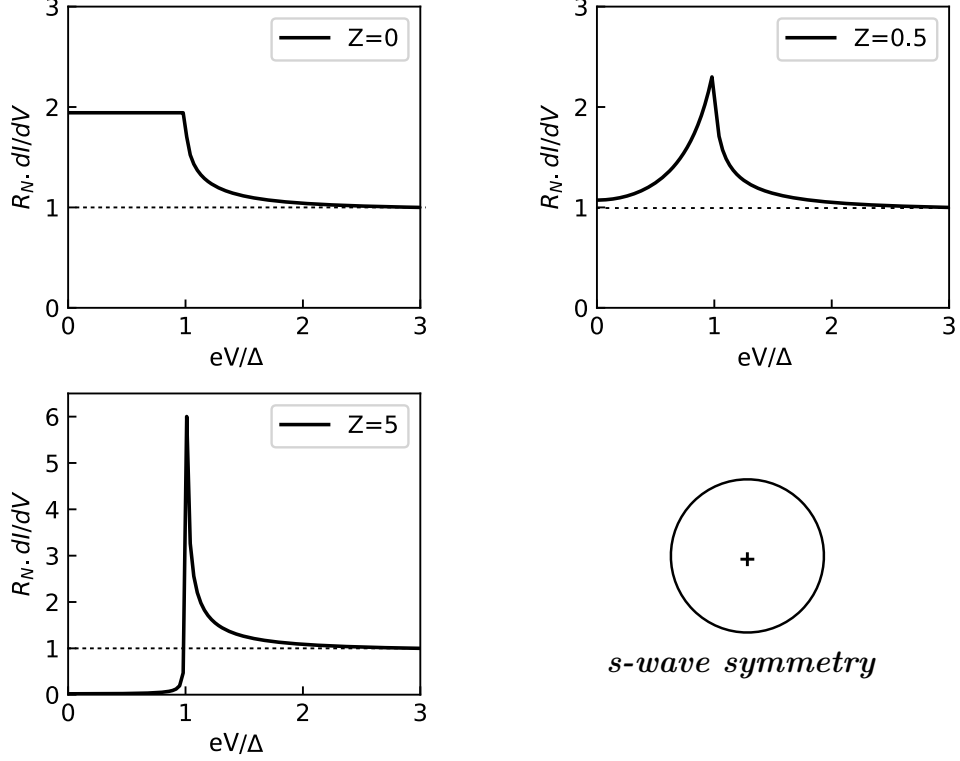 3
2
1
0
R_N. dI/dV
Z=0
0 1 2 3
eV/Δ
3
2
1
0
R_N. dI/dV
Z=0.5
0 1 2 3
eV/Δ
6
5
4
3
2
1
0
R_N. dI/dV
Z=5
0 1 2 3
eV/Δ
+
s-wave symmetry